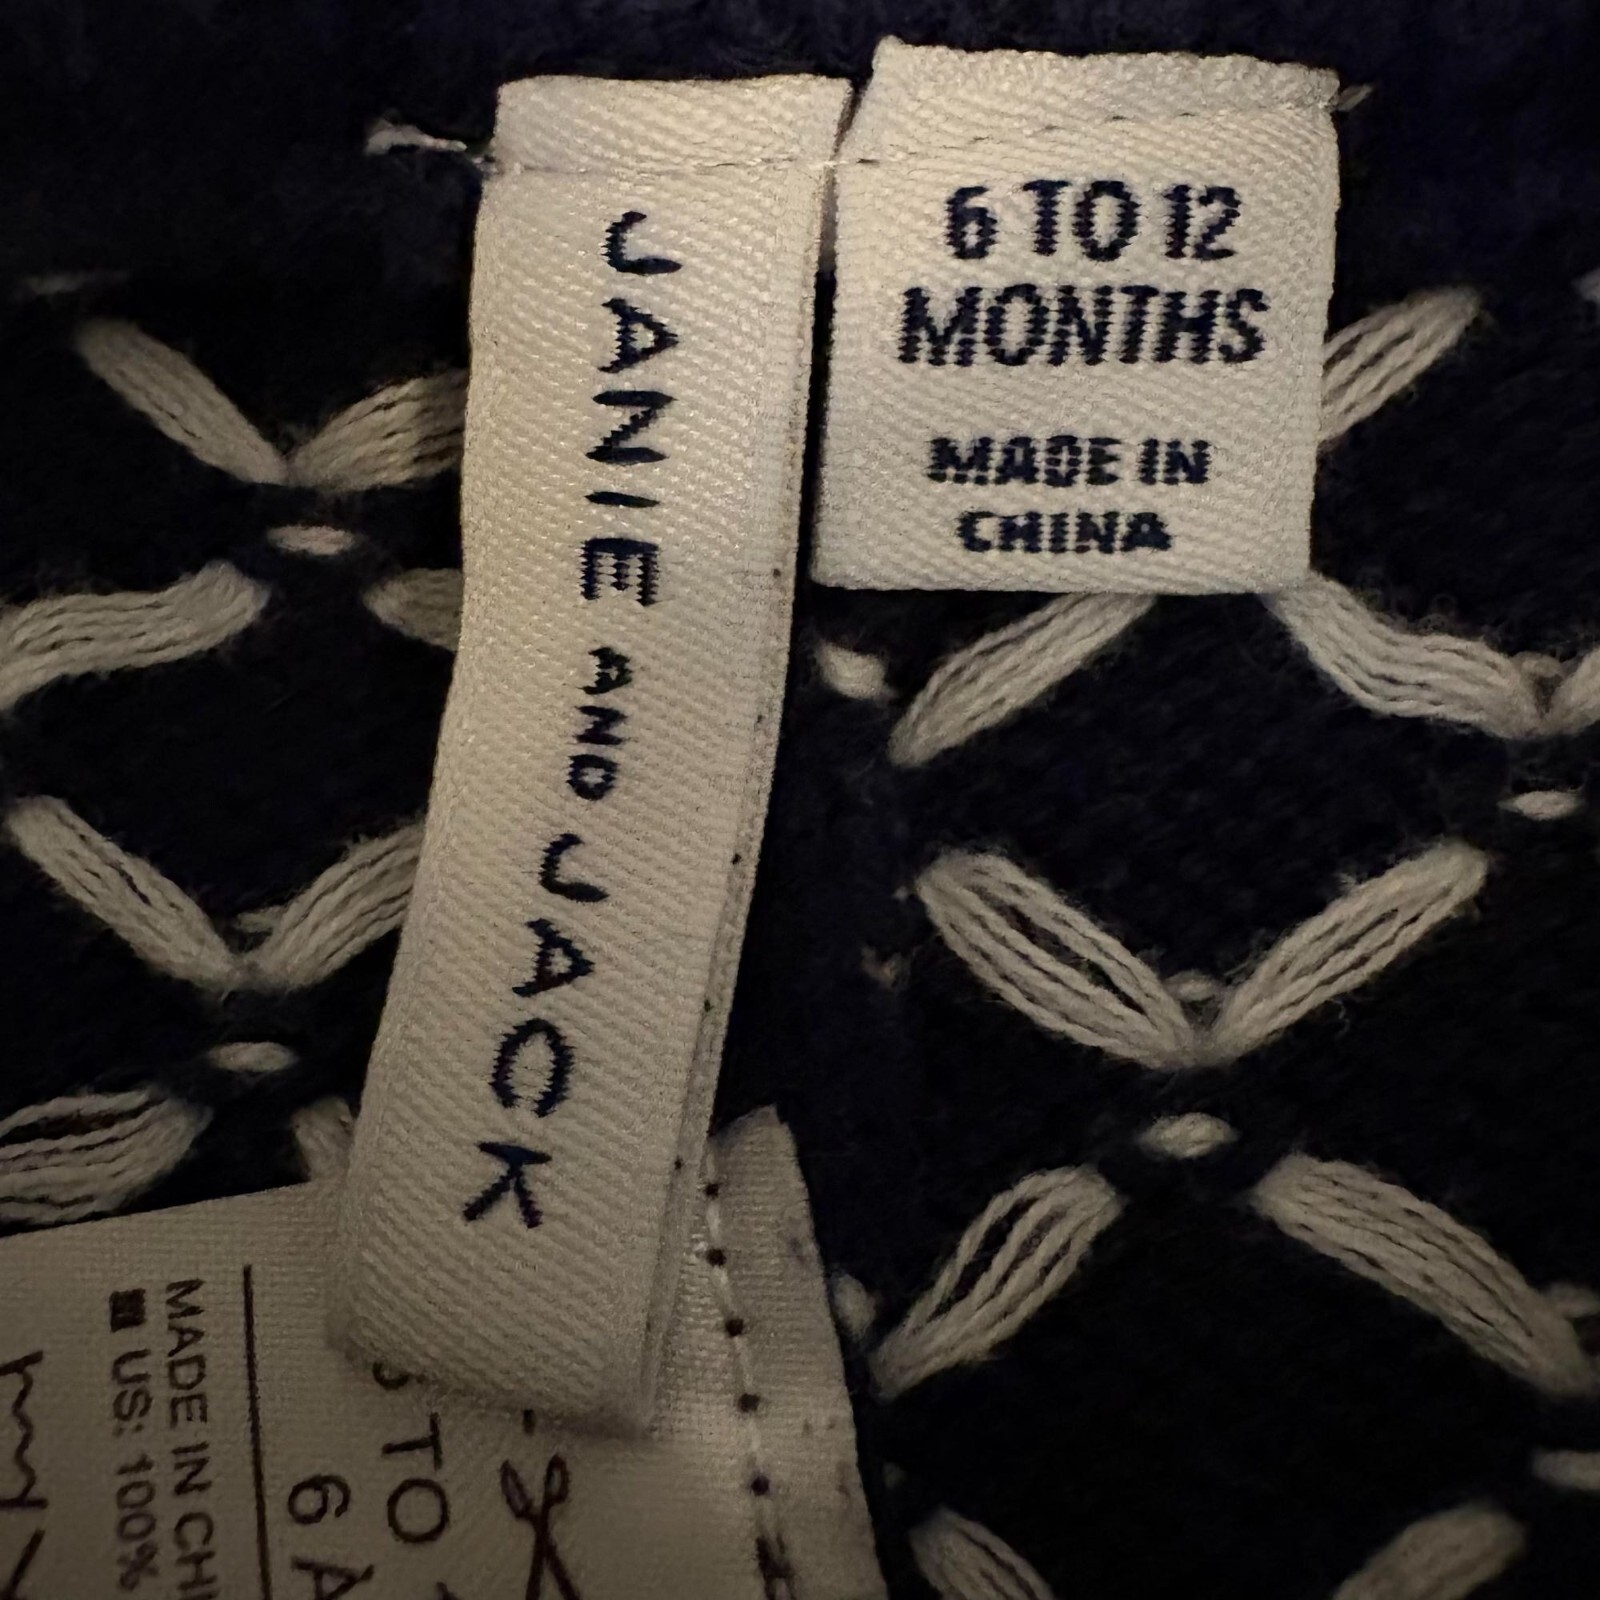 JANIE AND JACK
6 TO 12
MONTHS
MADE IN
CHINA
TO
6 À
MADE IN
US: 100%